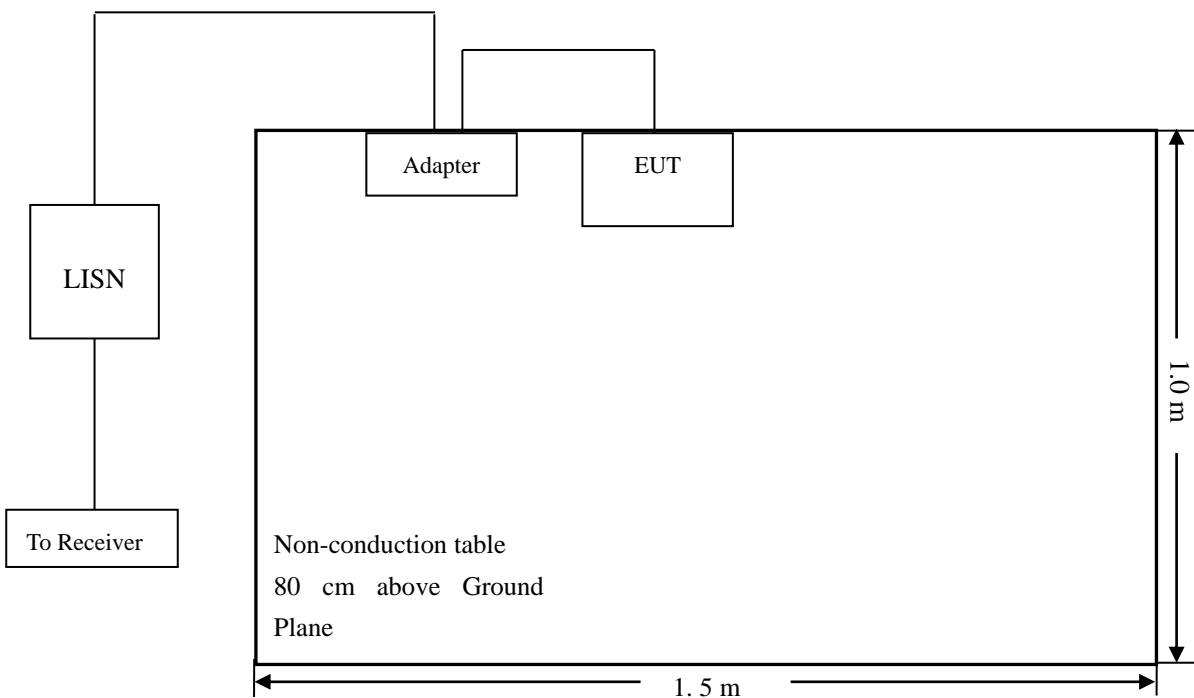 Adapter
EUT
LISN
1.0 m
To Receiver
Non-conduction table
80 cm above Ground
Plane
1. 5 m